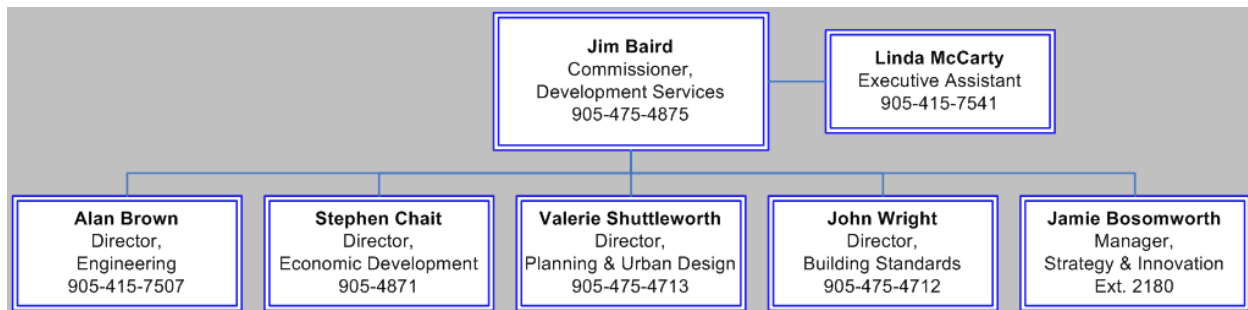 Jim Baird
Commissioner,
Development Services
905-475-4875
Linda McCarty
Executive Assistant
905-415-7541
Alan Brown
Director,
Engineering
905-415-7507
Stephen Chait
Director,
Economic Development
905-4871
Valerie Shuttleworth
Director,
Planning & Urban Design
905-475-4713
John Wright
Director,
Building Standards
905-475-4712
Jamie Bosomworth
Manager,
Strategy & Innovation
Ext. 2180